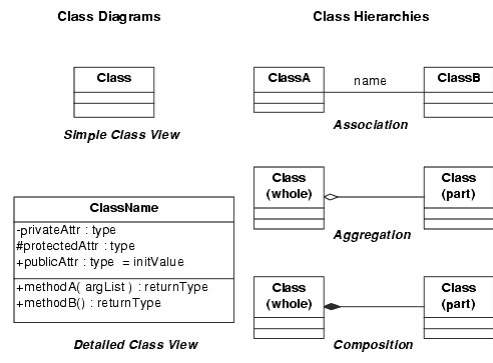 Class Diagrams
Class
Simple Class View
ClassName
-privateAttr : type
#protectedAttr : type
+publicAttr : type = initValue
+methodA( argList ) : returnType
+methodB() : returnType
Detailed Class View
Class Hierarchies
ClassA
name
ClassB
Association
Class
(whole)
Class
(part)
Aggregation
Class
(whole)
Class
(part)
Composition